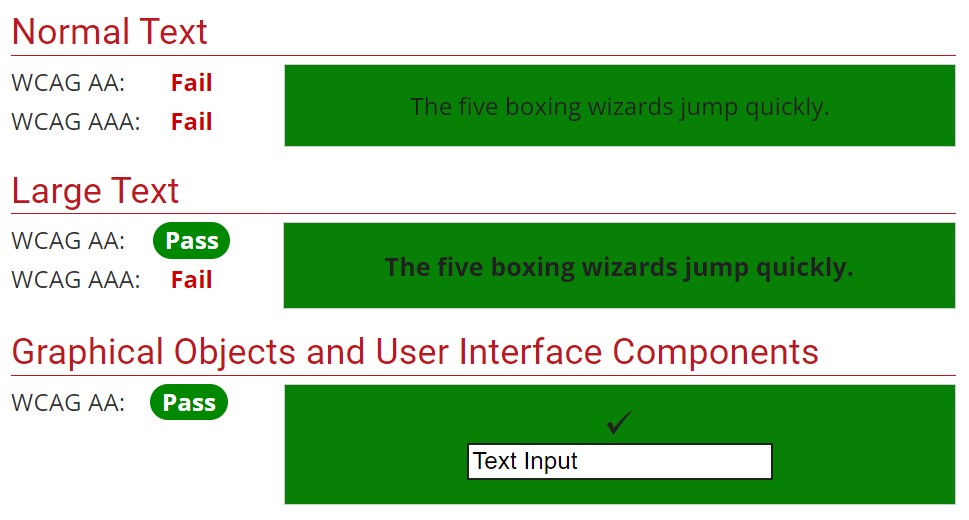 Normal Text
WCAG AA: Fail
The five boxing wizards jump quickly.
WCAG AAA: Fail
Large Text
WCAG AA: Pass
The five boxing wizards jump quickly.
WCAG AAA: Fail
Graphical Objects and User Interface Components
WCAG AA: Pass
✓
Text Input